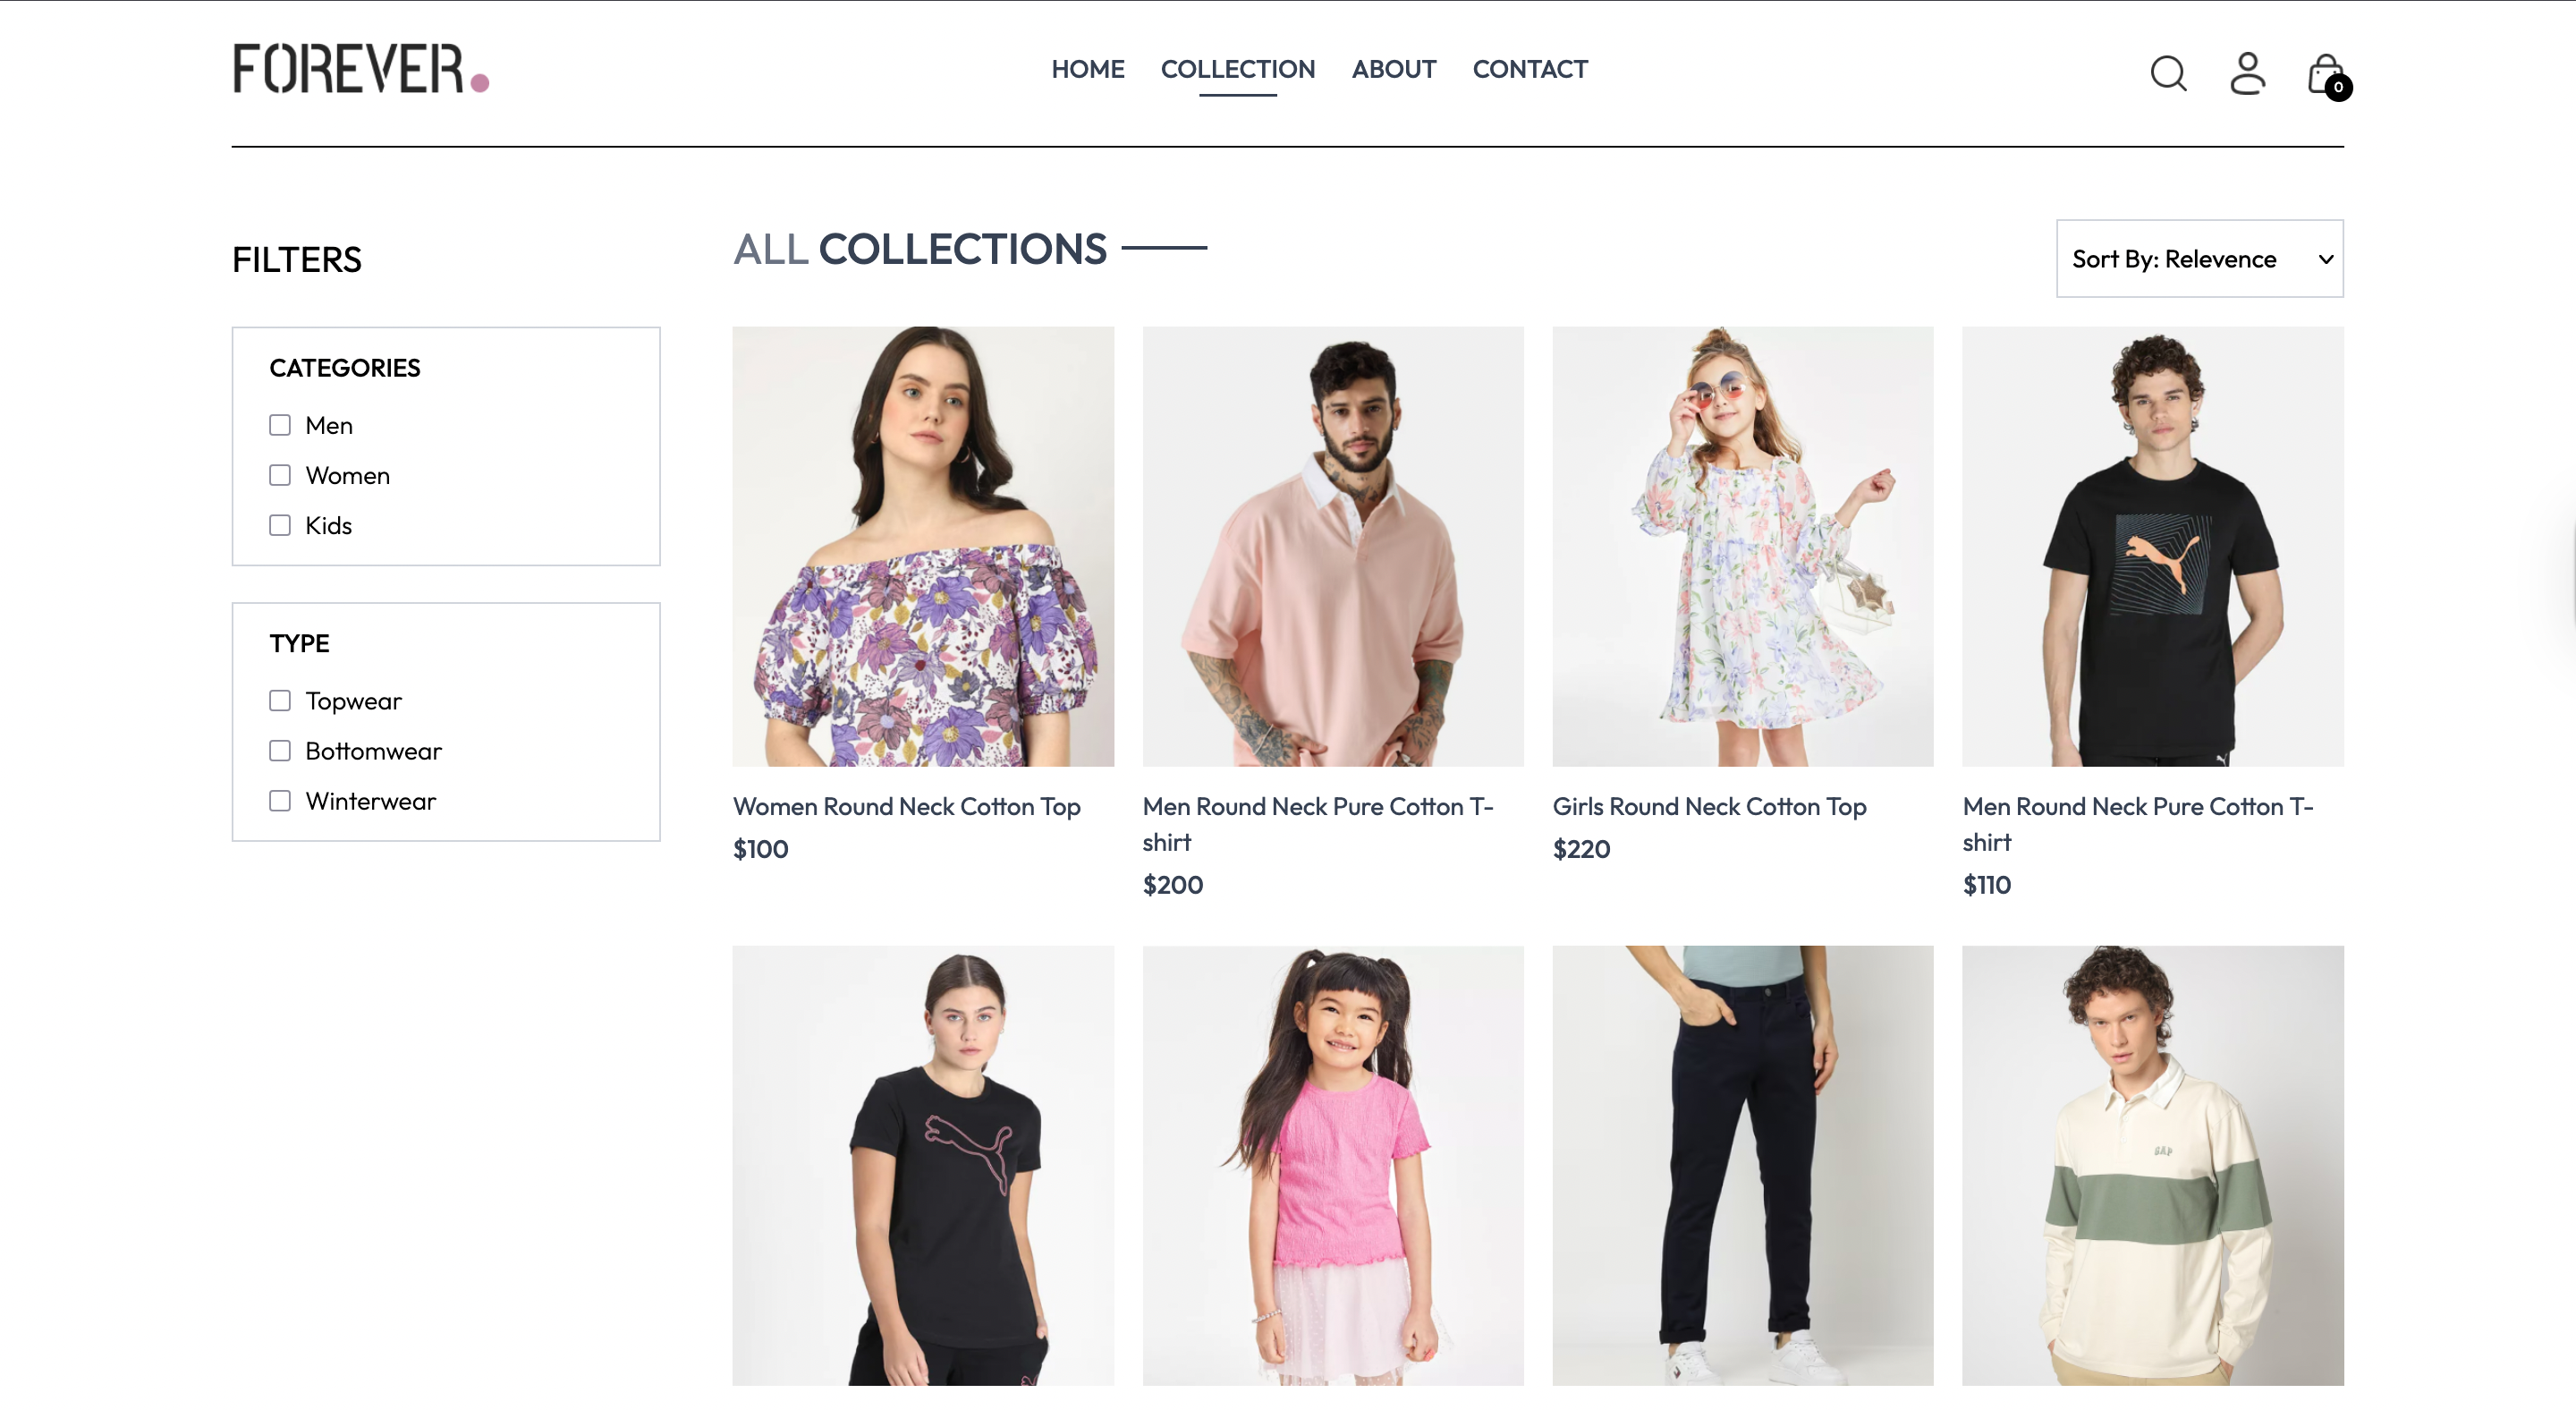 FOREVER.
HOME COLLECTION ABOUT CONTACT
0
FILTERS
ALL COLLECTIONS
Sort By: Relevence
CATEGORIES
Men
Women
Kids
TYPE
Topwear
Bottomwear
Winterwear
Women Round Neck Cotton Top
$100
Men Round Neck Pure Cotton T-
shirt
$200
Girls Round Neck Cotton Top
$220
Men Round Neck Pure Cotton T-
shirt
$110
GAP